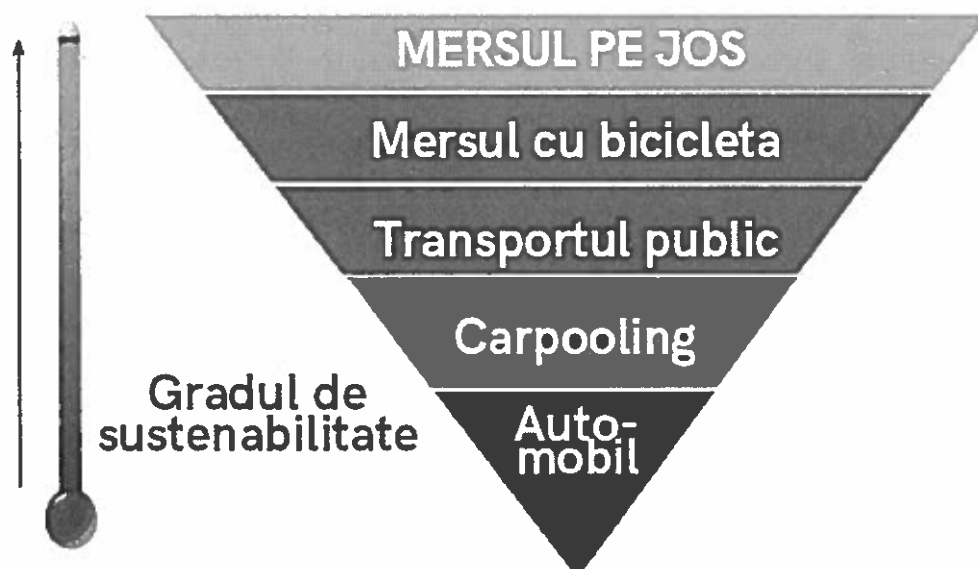 MERSUL PE JOS
Mersul cu bicicleta
Transportul public
Carpooling
Auto-
mobil
Gradul de
sustenabilitate